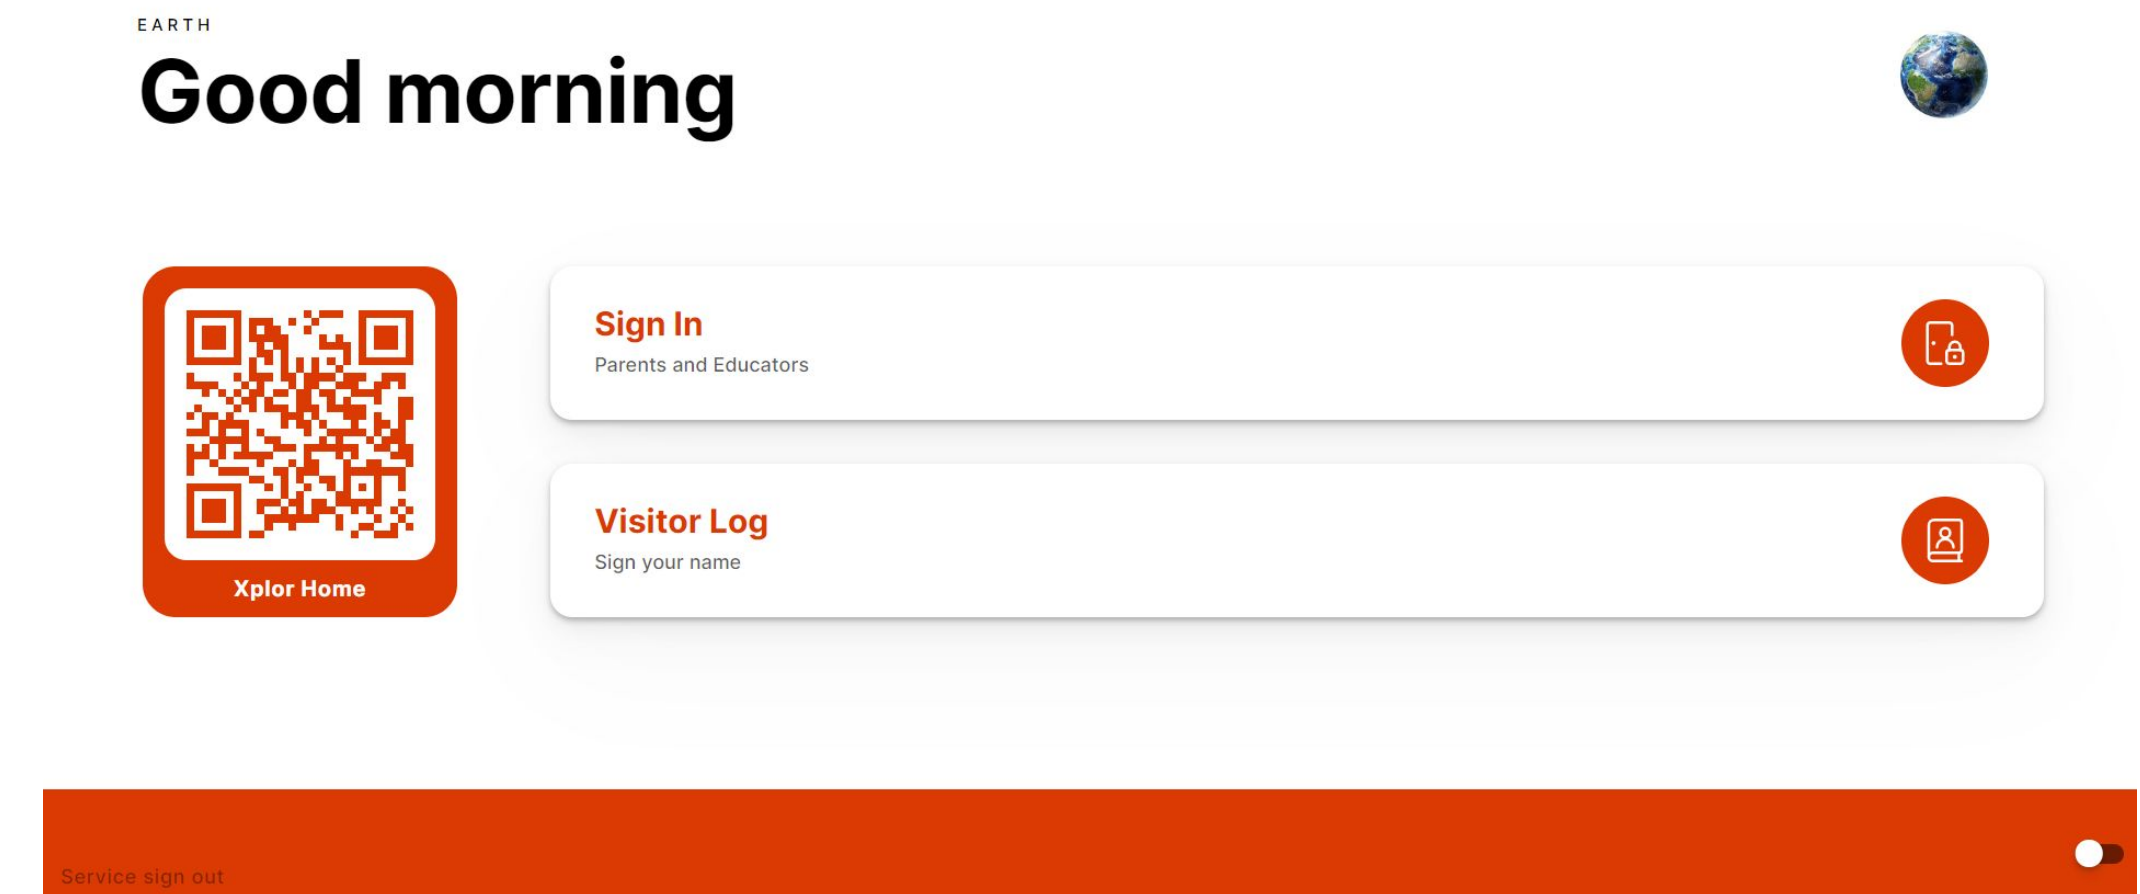 EARTH
Good morning
Sign In
Parents and Educators
Visitor Log
Sign your name
Xplor Home
Service sign out